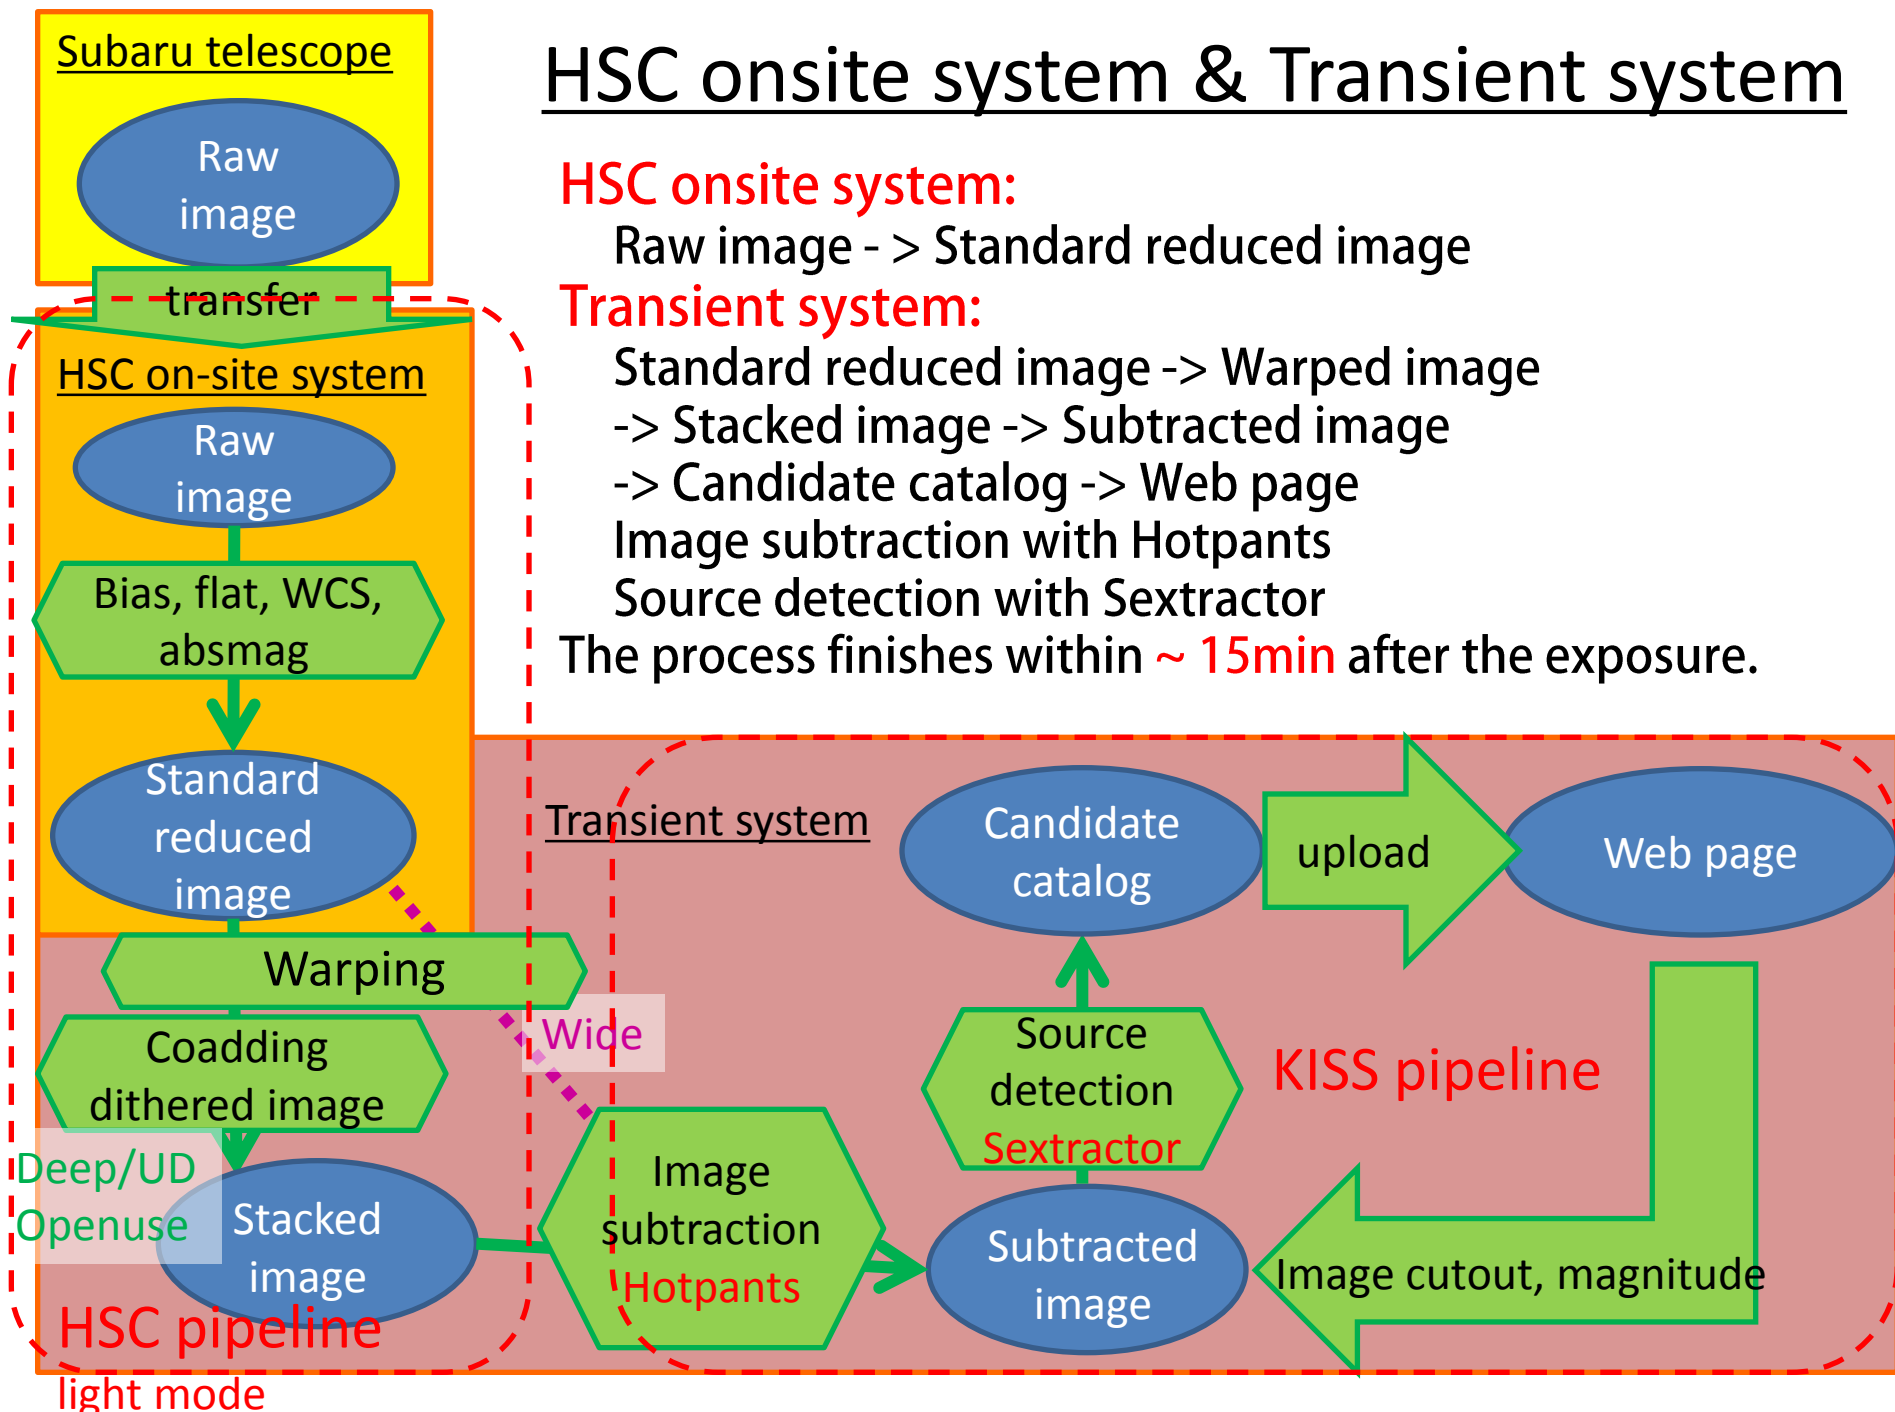 Subaru telescope
Raw
image
transfer
HSC onsite system & Transient system
HSC onsite system:
Raw image - > Standard reduced image
Transient system:
Standard reduced image -> Warped image
-> Stacked image -> Subtracted image
-> Candidate catalog -> Web page
Image subtraction with Hotpants
Source detection with Sextractor
The process finishes within ~ 15min after the exposure.
HSC on-site system
Raw
image
Bias, flat, WCS,
absmag
Standard
reduced
image
Warping
Coadding
dithered image
Deep/UD
Openuse
Stacked
image
HSC pipeline
light mode
Transient system
Wide
Image
subtraction
Hotpants
Subtracted
image
Source
detection
Sextractor
Candidate
catalog
upload
Web page
KISS pipeline
Image cutout, magnitude